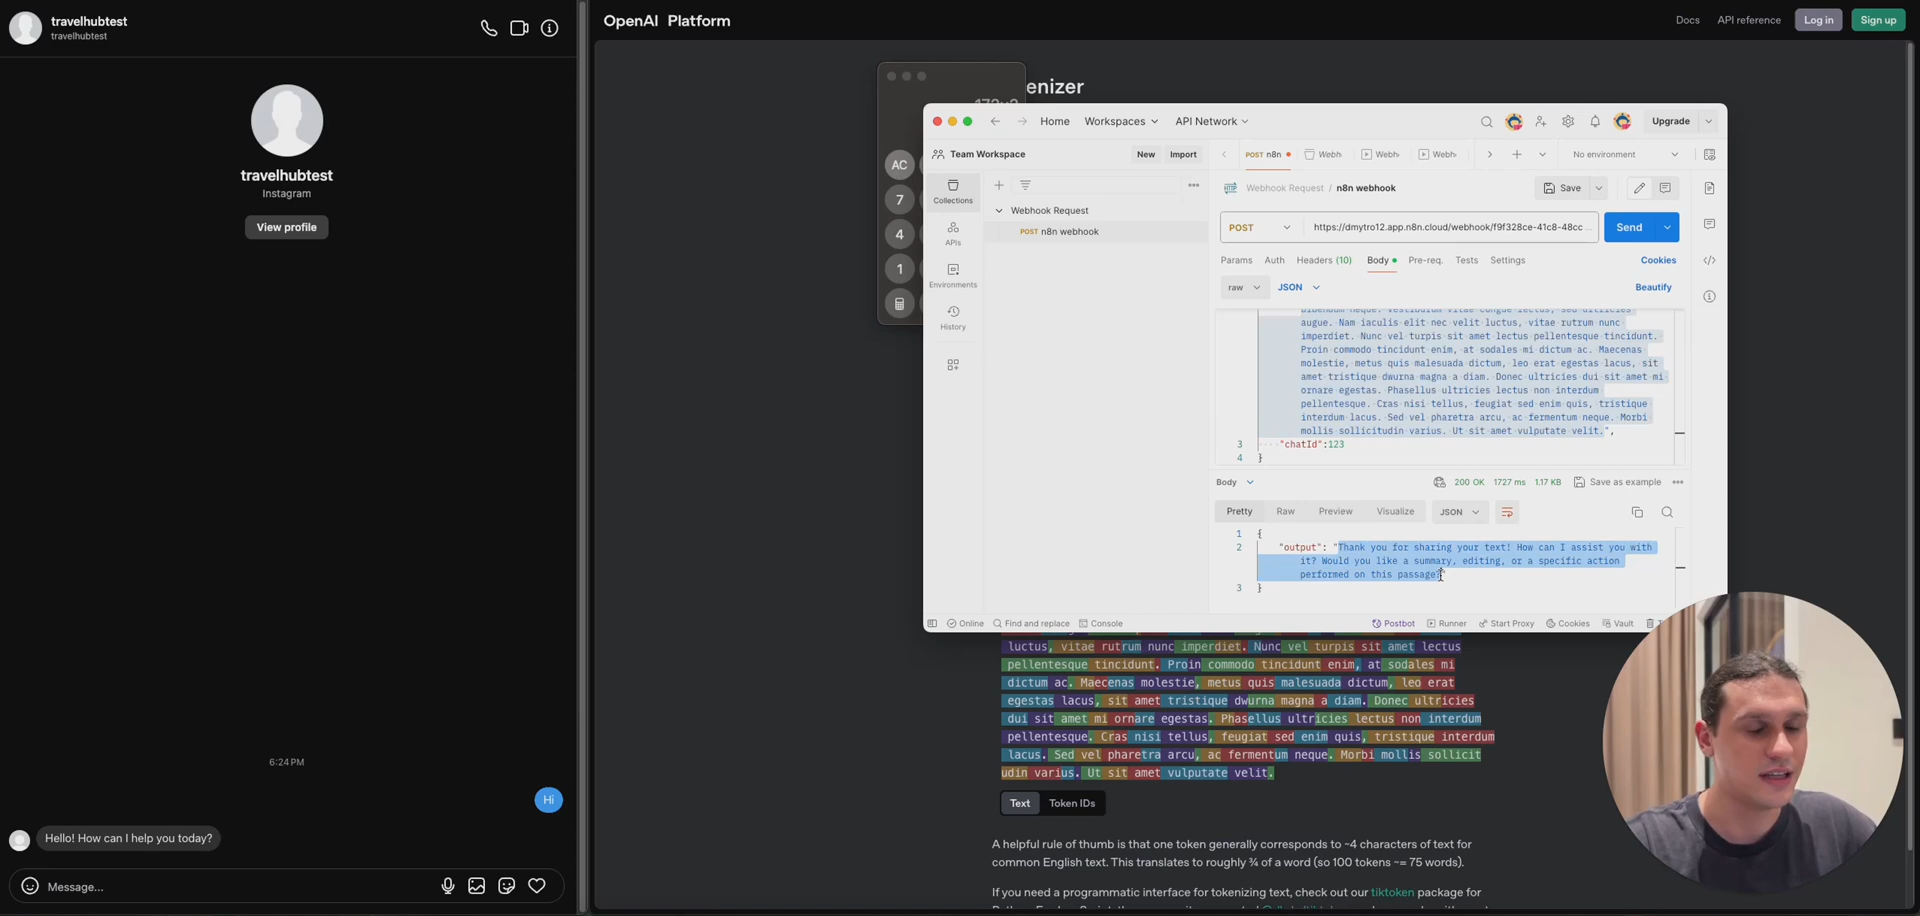 travelhubtest
travelhubtest
travelhubtest
Instagram
View profile
6:24 PM
Hi
Hello! How can I help you today?
Message...
OpenAI Platform
Docs
API reference
Log in
Sign up
enizer
AC
7
4
1
Home
Workspaces
API Network
Upgrade
Team Workspace
New
Import
POST n8n
Webh
Webh
Webh
No environment
Collections
APIs
Environments
History
Webhook Request
POST n8n webhook
Webhook Request / n8n webhook
Save
POST
https://dmytro12.app.n8n.cloud/webhook/f9f328ce-41c8-48cc ...
Send
Params
Auth
Headers (10)
Body
Pre-req.
Tests
Settings
Cookies
raw
JSON
Beautify
bibendum neque. Vestibulum vitae congue lectus, sed ultricies
augue. Nam iaculis elit nec velit luctus, vitae rutrum nunc
imperdiet. Nunc vel turpis sit amet lectus pellentesque tincidunt.
Proin commodo tincidunt enim, at sodales mi dictum ac. Maecenas
molestie, metus quis malesuada dictum, leo erat egestas lacus, sit
amet tristique dwurna magna a diam. Donec ultricies dui sit amet mi
ornare egestas. Phasellus ultricies lectus non interdum
pellentesque. Cras nisi tellus, feugiat sed enim quis, tristique
interdum lacus. Sed vel pharetra arcu, ac fermentum neque. Morbi
mollis sollicitudin varius. Ut sit amet vulputate velit.",
3 "chatId":123
4 }
Body
200 OK
1727 ms
1.17 KB
Save as example
Pretty
Raw
Preview
Visualize
JSON
1 {
2 "output": "Thank you for sharing your text! How can I assist you with
it? Would you like a summary, editing, or a specific action
performed on this passage?"
3 }
Online
Find and replace
Console
Postbot
Runner
Start Proxy
Cookies
Vault
luctus, vitae rutrum nunc imperdiet. Nunc vel turpis sit amet lectus
pellentesque tincidunt. Proin commodo tincidunt enim, at sodales mi
dictum ac. Maecenas molestie, metus quis malesuada dictum, leo erat
egestas lacus, sit amet tristique dwurna magna a diam. Donec ultricies
dui sit amet mi ornare egestas. Phasellus ultricies lectus non interdum
pellentesque. Cras nisi tellus, feugiat sed enim quis, tristique interdum
lacus. Sed vel pharetra arcu, ac fermentum neque. Morbi mollis sollicit
udin varius. Ut sit amet vulputate velit.
Text
Token IDs
A helpful rule of thumb is that one token generally corresponds to ~4 characters of text for
common English text. This translates to roughly ¾ of a word (so 100 tokens ~= 75 words).
If you need a programmatic interface for tokenizing text, check out our tiktoken package for